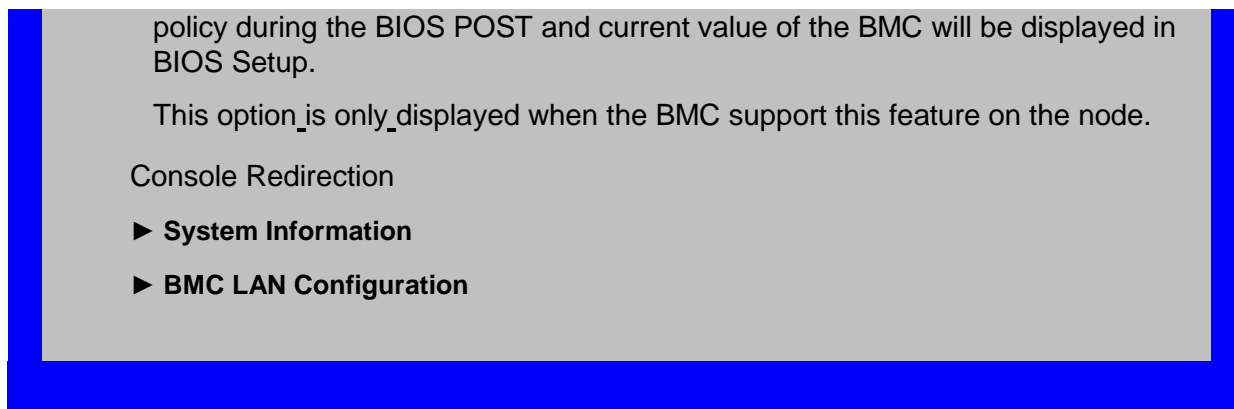 policy during the BIOS POST and current value of the BMC will be displayed in
BIOS Setup.
This option is only displayed when the BMC support this feature on the node.
Console Redirection
► System Information
► BMC LAN Configuration